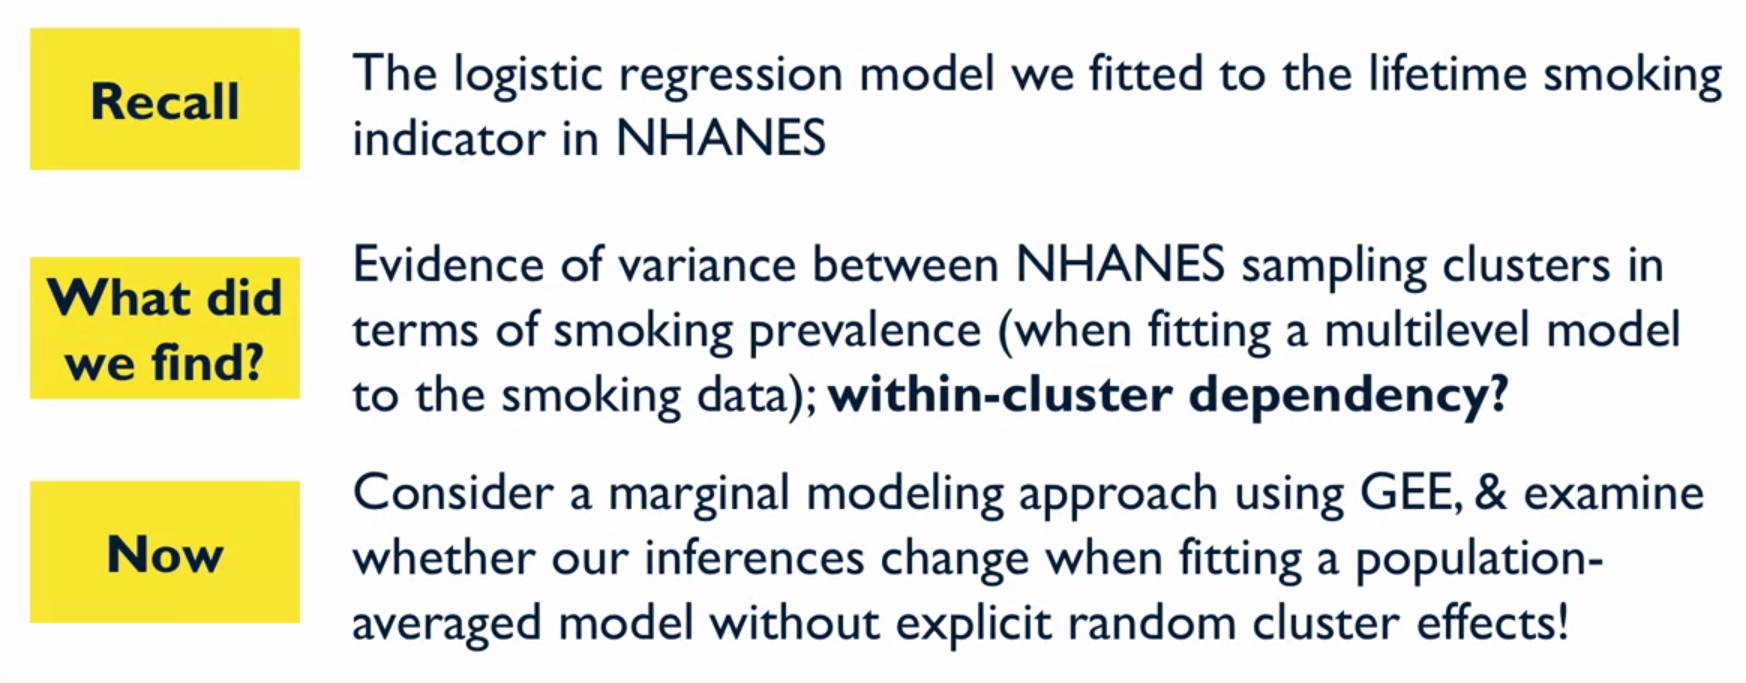 Recall
The logistic regression model we fitted to the lifetime smoking
indicator in NHANES
What did
we find?
Evidence of variance between NHANES sampling clusters in
terms of smoking prevalence (when fitting a multilevel model
to the smoking data); within-cluster dependency?
Now
Consider a marginal modeling approach using GEE, & examine
whether our inferences change when fitting a population-
averaged model without explicit random cluster effects!